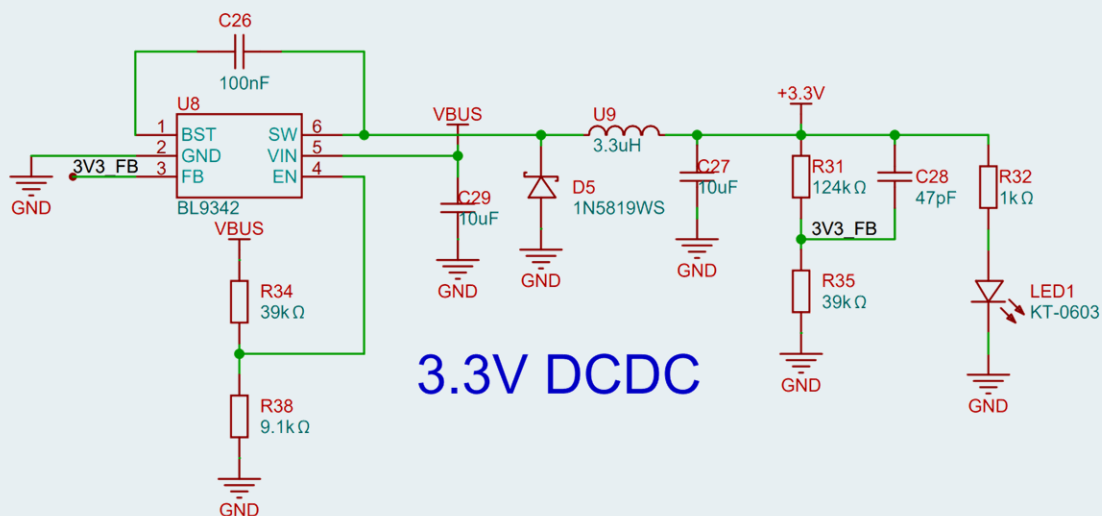 C26
100nF
U8
1 BST SW 6
2 GND VIN 5
3 FB EN 4
BL9342
3V3_FB
GND
VBUS
C29
10uF
GND
D5
1N5819WS
GND
U9
3.3uH
C27
10uF
GND
+3.3V
R31
124kΩ
C28
47pF
3V3_FB
R35
39kΩ
GND
R32
1kΩ
LED1
KT-0603
GND
VBUS
R34
39kΩ
R38
9.1kΩ
GND
3.3V DCDC